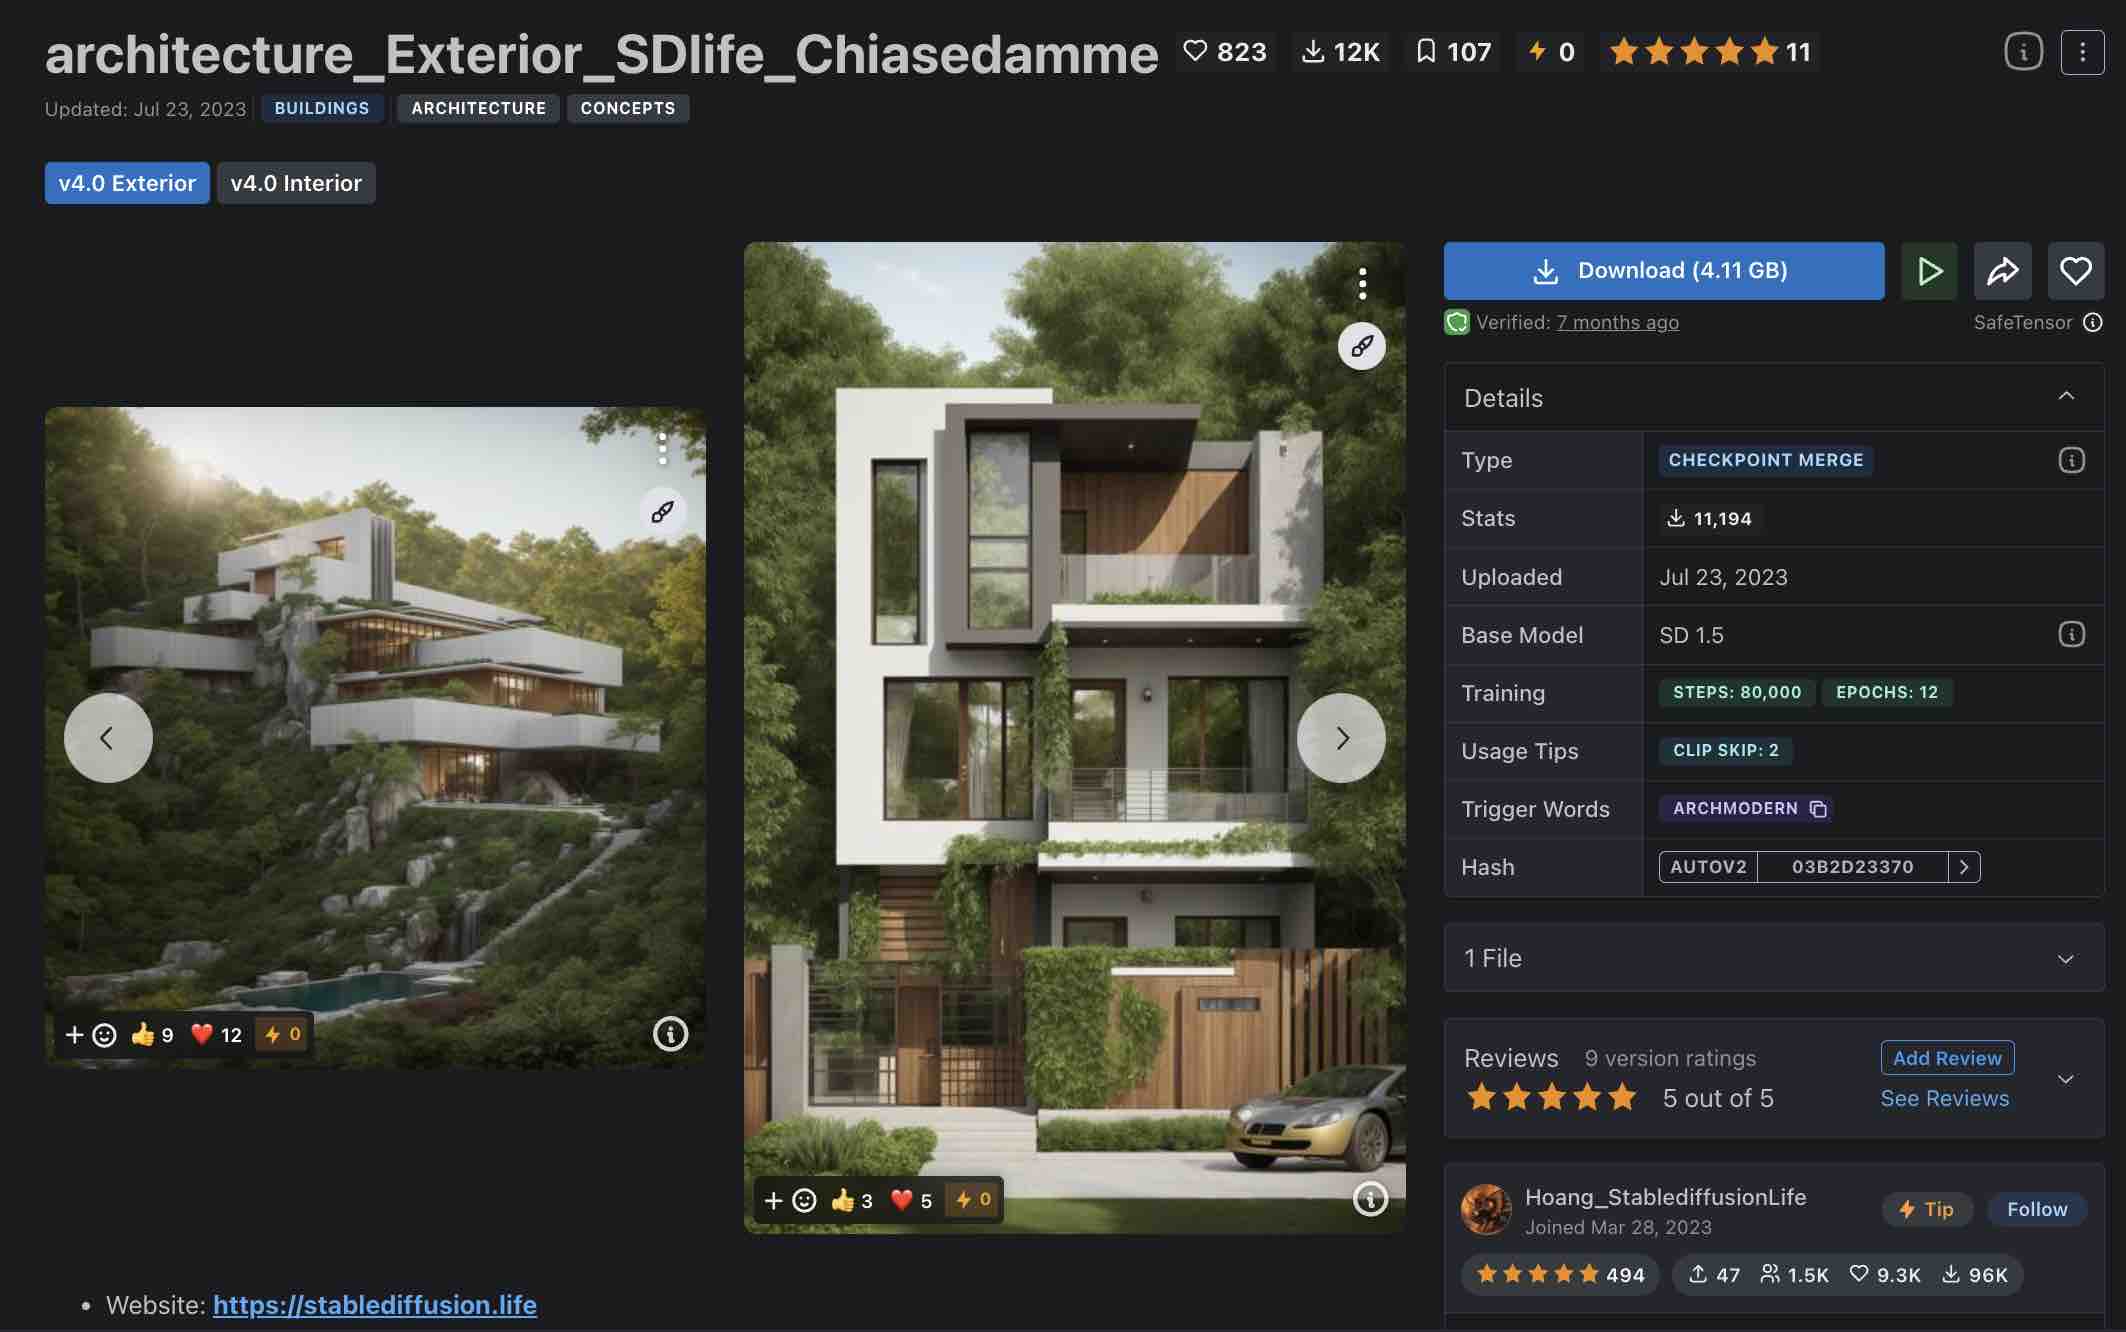 architecture_Exterior_SDlife_Chiasedamme 823 12K 107 0 11
Updated: Jul 23, 2023 BUILDINGS ARCHITECTURE CONCEPTS
v4.0 Exterior v4.0 Interior
Download (4.11 GB)
Verified: 7 months ago SafeTensor
Details
Type CHECKPOINT MERGE
Stats 11,194
Uploaded Jul 23, 2023
Base Model SD 1.5
Training STEPS: 80,000 EPOCHS: 12
Usage Tips CLIP SKIP: 2
Trigger Words ARCHMODERN
Hash AUTOV2 03B2D23370
1 File
9 12 0
Reviews 9 version ratings Add Review
5 out of 5 See Reviews
3 5 0
Hoang_StablediffusionLife Tip Follow
Joined Mar 28, 2023
494 47 1.5K 9.3K 96K
• Website: https://stablediffusion.life